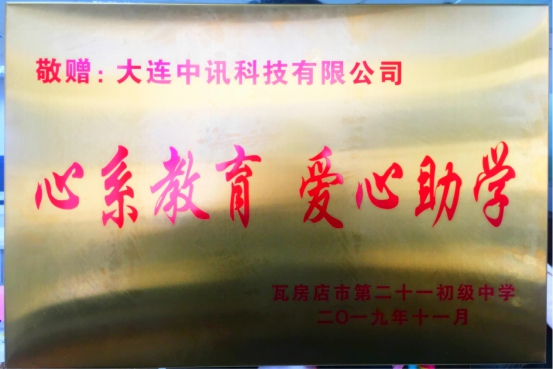 敬赠：大连中讯科技有限公司
心系教育 爱心助学
瓦房店市第二十一初级中学
二〇一九年十一月